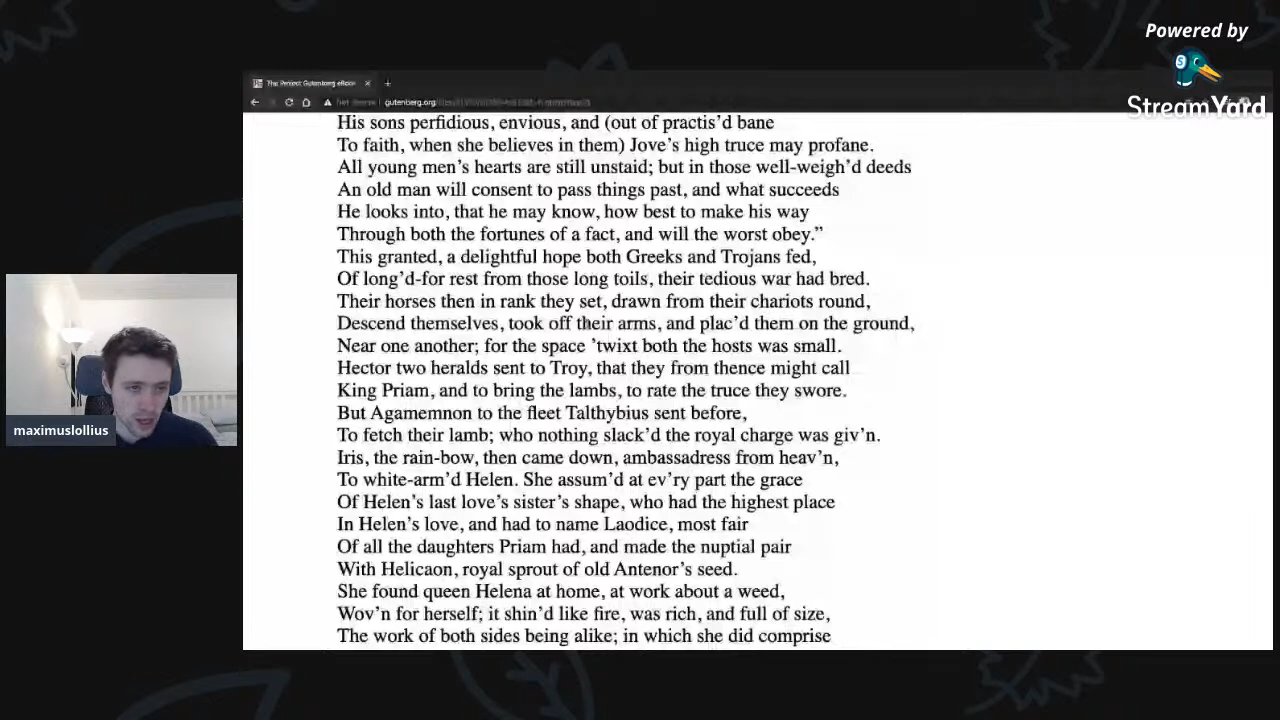 Powered by
StreamYard
The Project Gutenberg eBook
gutenberg.org
His sons perfidious, envious, and (out of practis’d bane
To faith, when she believes in them) Jove’s high truce may profane.
All young men’s hearts are still unstaid; but in those well-weigh’d deeds
An old man will consent to pass things past, and what succeeds
He looks into, that he may know, how best to make his way
Through both the fortunes of a fact, and will the worst obey.”
This granted, a delightful hope both Greeks and Trojans fed,
Of long’d-for rest from those long toils, their tedious war had bred.
Their horses then in rank they set, drawn from their chariots round,
Descend themselves, took off their arms, and plac’d them on the ground,
Near one another; for the space ’twixt both the hosts was small.
Hector two heralds sent to Troy, that they from thence might call
King Priam, and to bring the lambs, to rate the truce they swore.
But Agamemnon to the fleet Talthybius sent before,
To fetch their lamb; who nothing slack’d the royal charge was giv’n.
Iris, the rain-bow, then came down, ambassadress from heav’n,
To white-arm’d Helen. She assum’d at ev’ry part the grace
Of Helen’s last love’s sister’s shape, who had the highest place
In Helen’s love, and had to name Laodice, most fair
Of all the daughters Priam had, and made the nuptial pair
With Helicaon, royal sprout of old Antenor’s seed.
She found queen Helena at home, at work about a weed,
Wov’n for herself; it shin’d like fire, was rich, and full of size,
The work of both sides being alike; in which she did comprise
maximuslollius